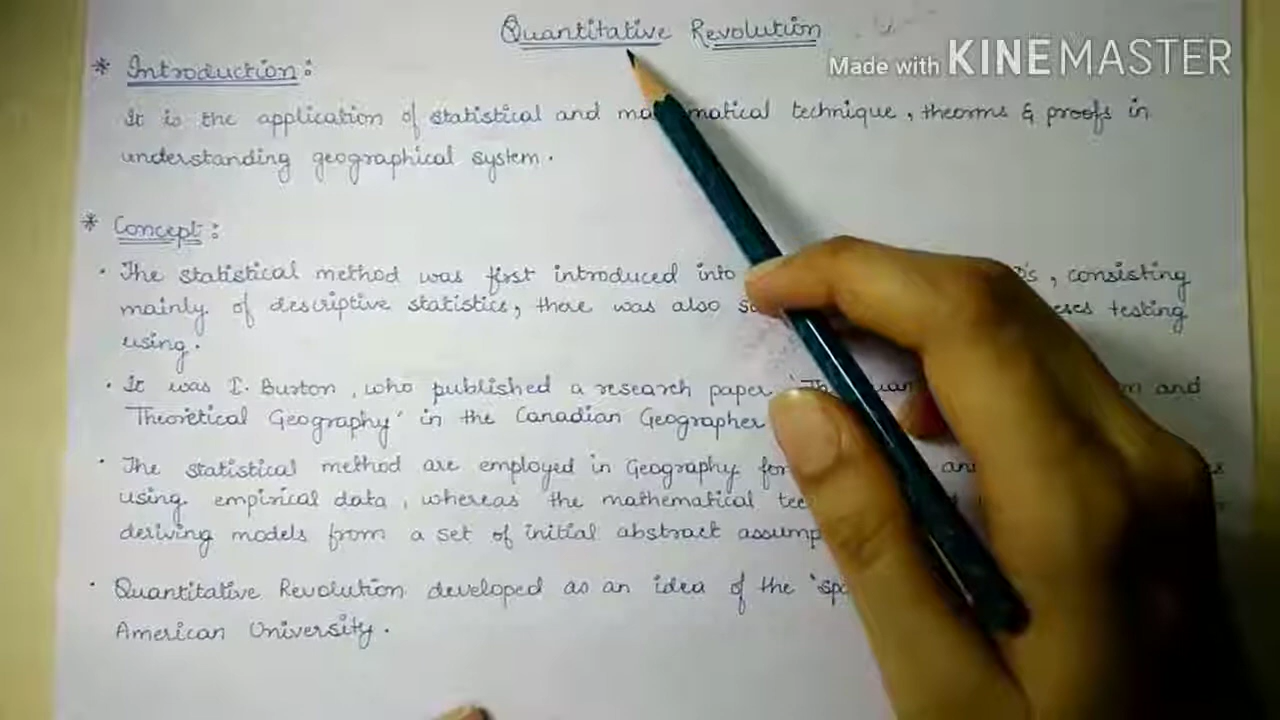 Quantitative Revolution
Made with KINEMASTER
* Introduction:
It is the application of statistical and matical technique, theorms & proofs in
understanding geographical system.
* Concept:
• The statistical method was first introduced into 's, consisting
mainly of descriptive statistics, there was also testing
using.
• It was I. Burton, who published a research paper and
Theoretical Geography' in the Canadian Geographer
• The statistical method are employed in Geography for
using empirical data, whereas the mathematical
deriving models from a set of initial abstract
• Quantitative Revolution developed as an idea of the
American University.